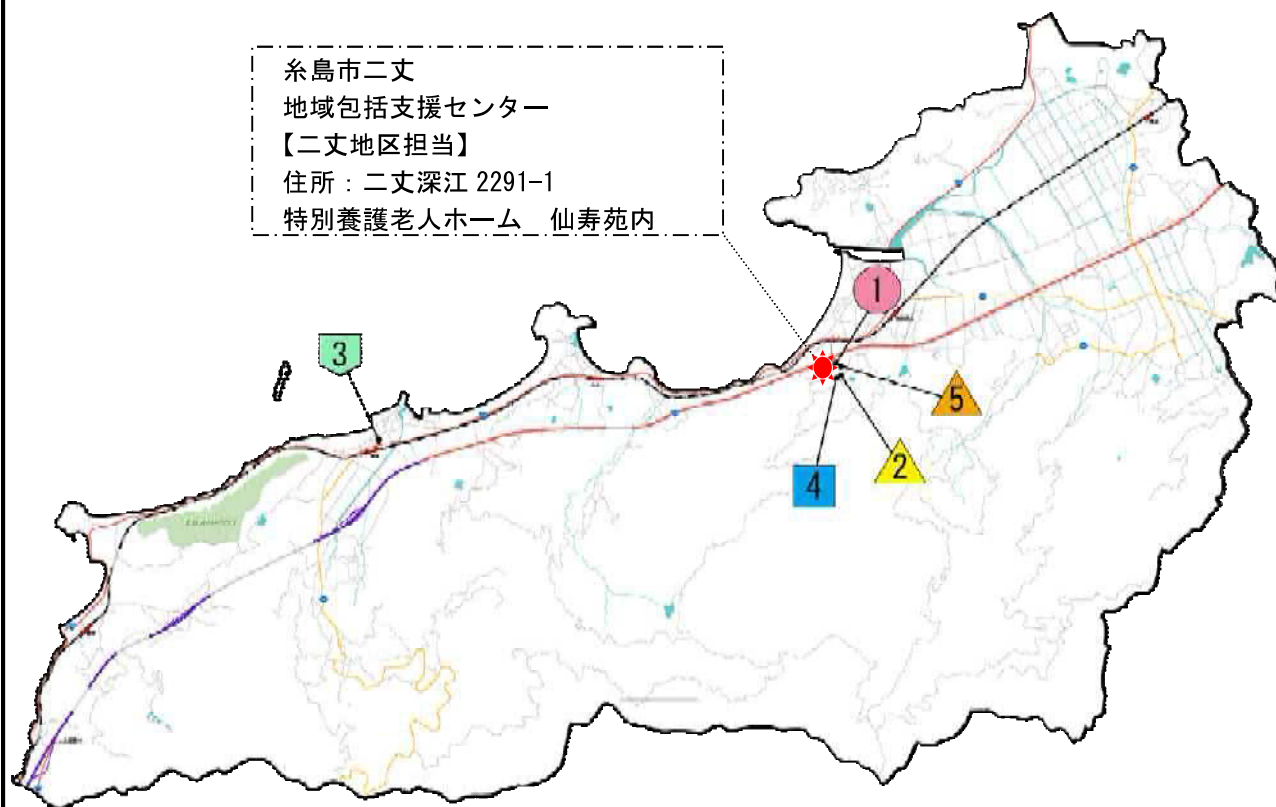 糸島市二丈
地域包括支援センター
【二丈地区担当】
住所：二丈深江 2291-1
特別養護老人ホーム　仙寿苑内
1
3
5
2
4